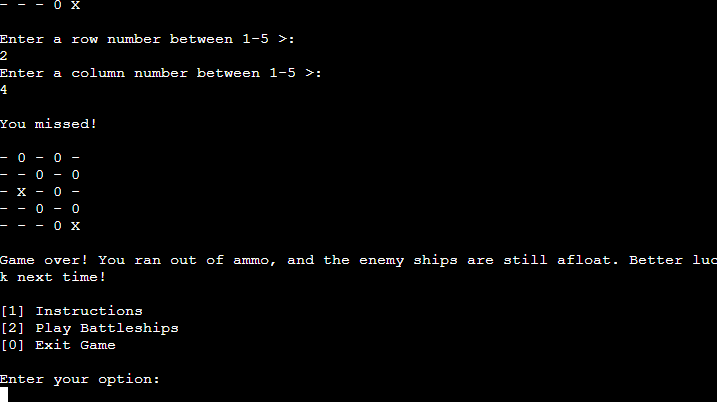 - - - 0 X
Enter a row number between 1-5 >:
2
Enter a column number between 1-5 >:
4
You missed!
- 0 - 0 -
- - 0 - 0
- X - 0 -
- - 0 - 0
- - - 0 X
Game over! You ran out of ammo, and the enemy ships are still afloat. Better luc
k next time!
[1] Instructions
[2] Play Battleships
[0] Exit Game
Enter your option: